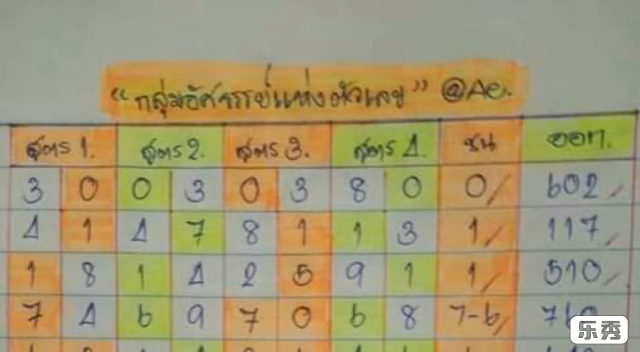 "กลุ่มอัศจรรย์แห่งตัวเลข" @Ae.
สูตร 1. สูตร 2. สูตร 3. สูตร 4. ชน ออก.
3 0 0 3 0 3 8 0 0/ 602/
4 1 4 7 8 1 1 3 1/ 117/
1 8 1 4 2 5 9 1 1/ 510/
7 4 6 9 7 0 6 8 7-6/
乐秀